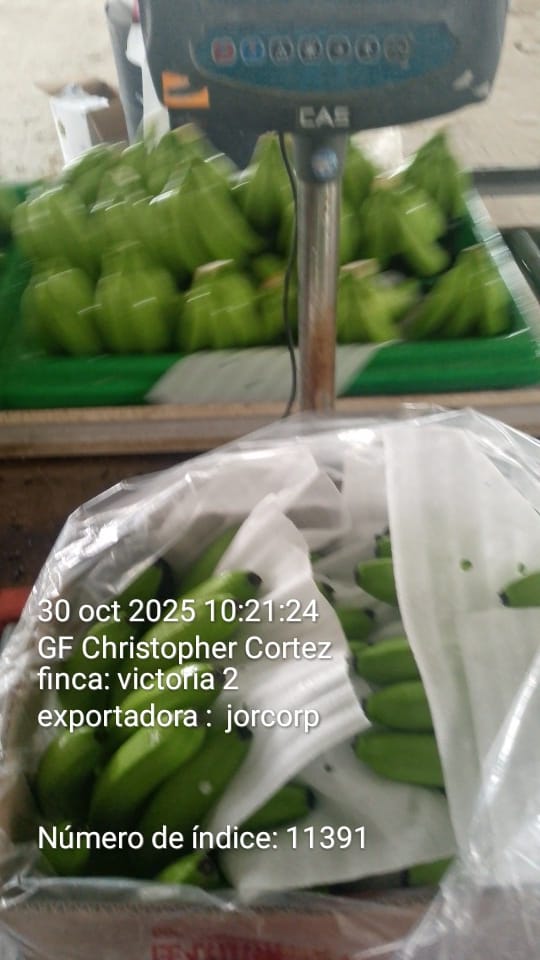 CAS
30 oct 2025 10:21:24
GF Christopher Cortez
finca: victoria 2
exportadora : jorcorp
Número de índice: 11391